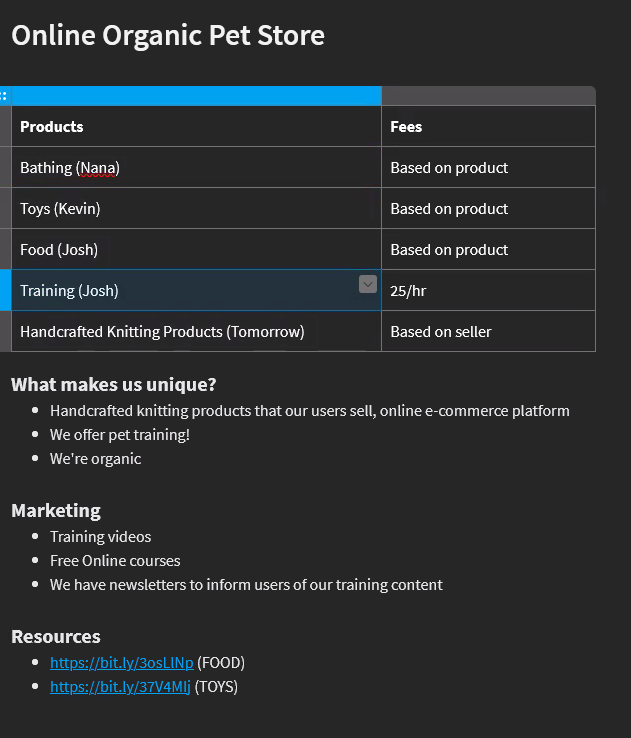 Online Organic Pet Store
Products Fees
Bathing (Nana) Based on product
Toys (Kevin) Based on product
Food (Josh) Based on product
Training (Josh) 25/hr
Handcrafted Knitting Products (Tomorrow) Based on seller
What makes us unique?
Handcrafted knitting products that our users sell, online e-commerce platform
We offer pet training!
We're organic
Marketing
Training videos
Free Online courses
We have newsletters to inform users of our training content
Resources
https://bit.ly/3osLINp (FOOD)
https://bit.ly/37V4MIj (TOYS)